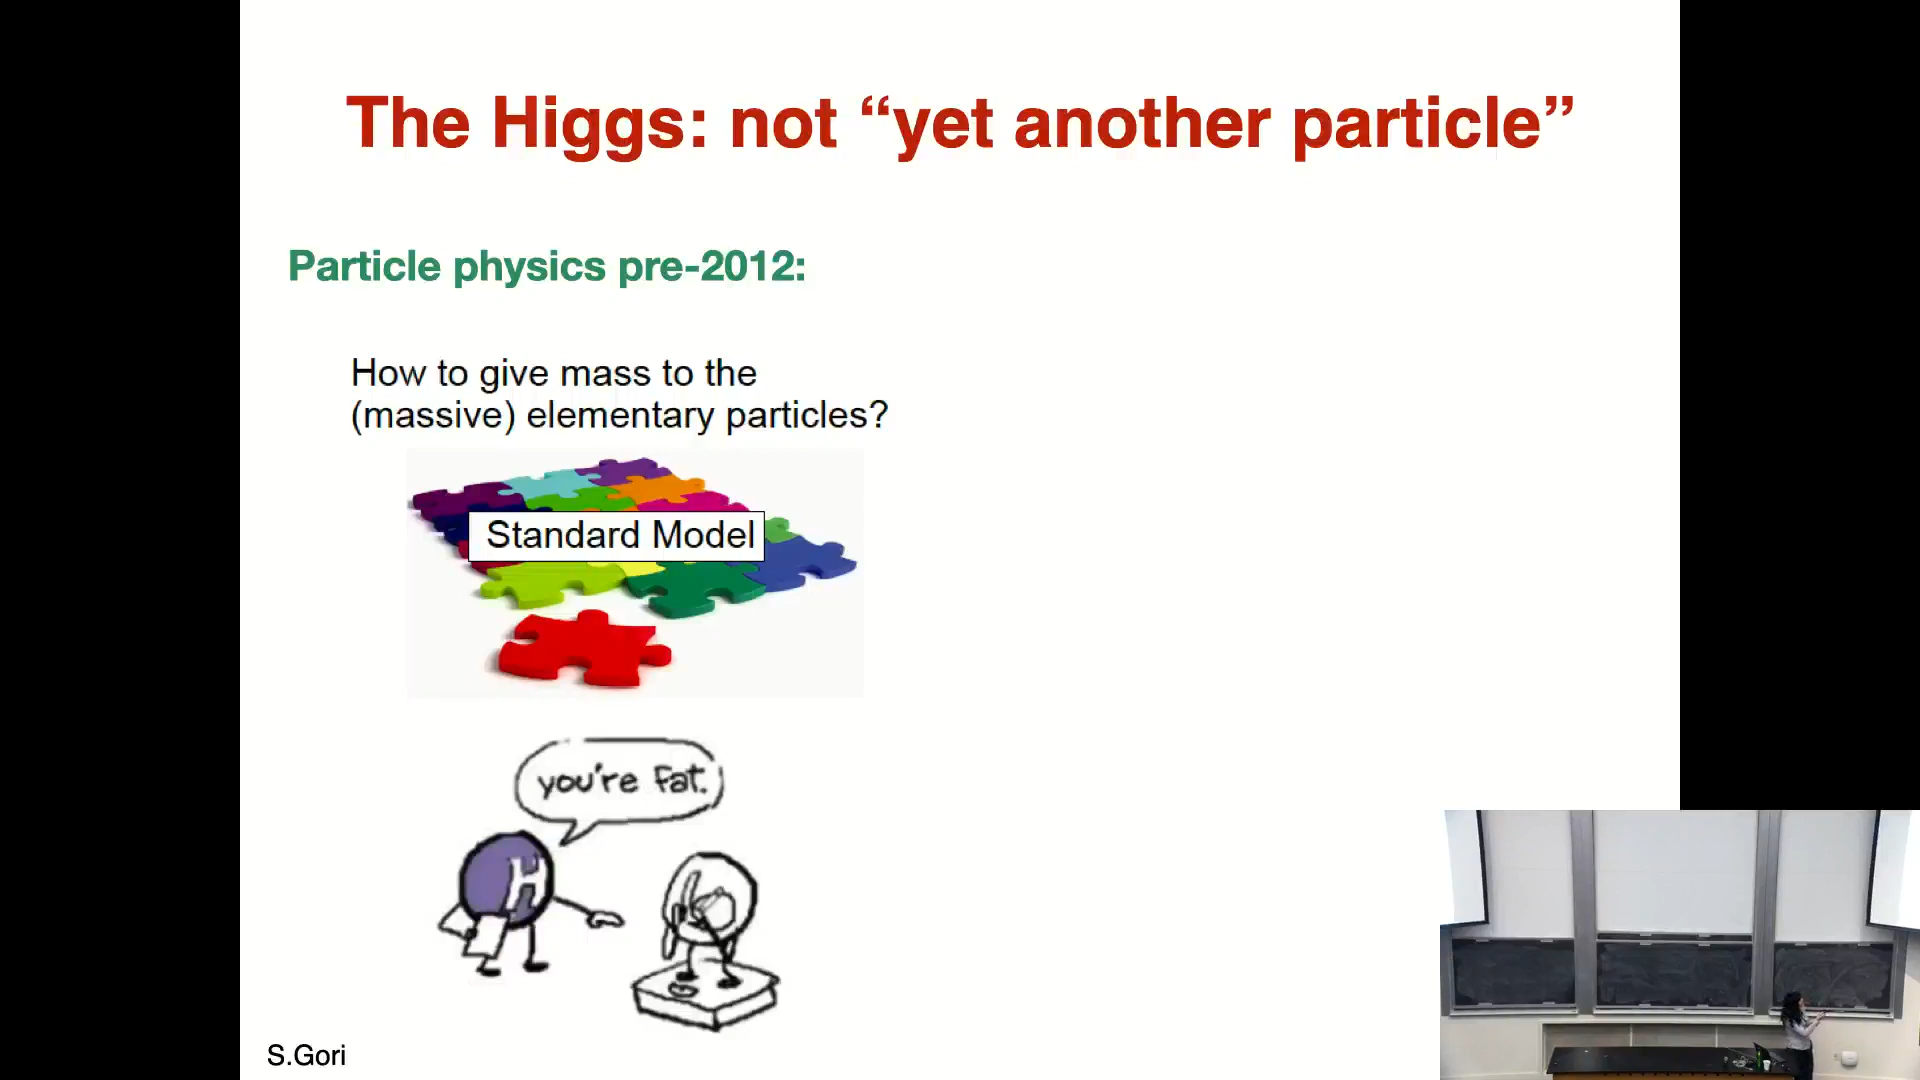 The Higgs: not “yet another particle”
Particle physics pre-2012:
How to give mass to the
(massive) elementary particles?
Standard Model
you're fat.
H
S.Gori